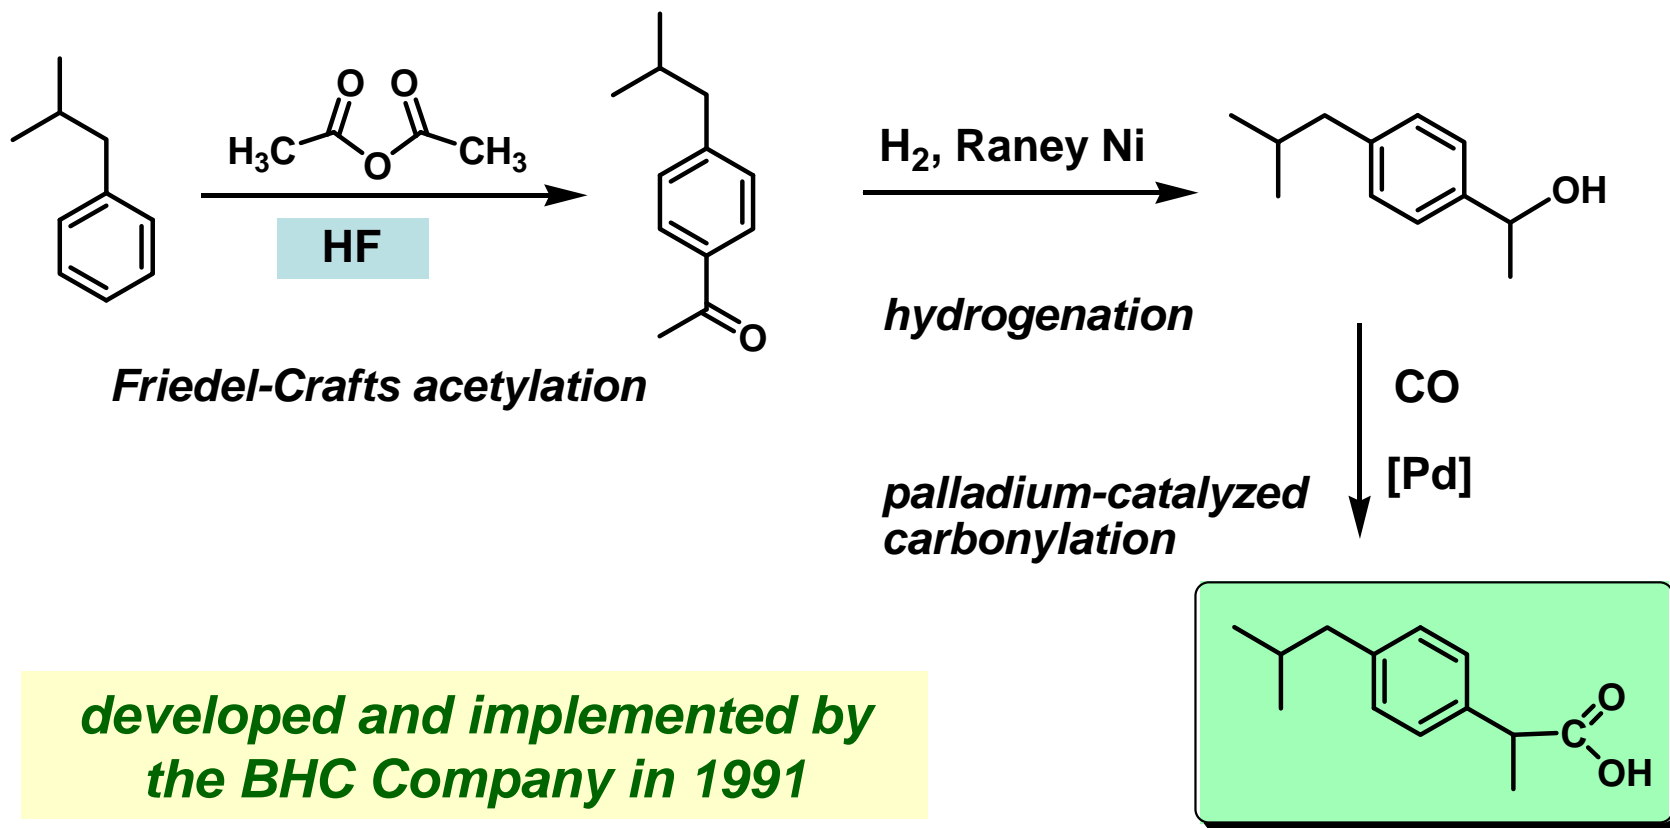 O O
H₃C O CH₃
HF
Friedel-Crafts acetylation
O
H₂, Raney Ni
hydrogenation
OH
CO
[Pd]
palladium-catalyzed
carbonylation
developed and implemented by
the BHC Company in 1991
O
C
OH